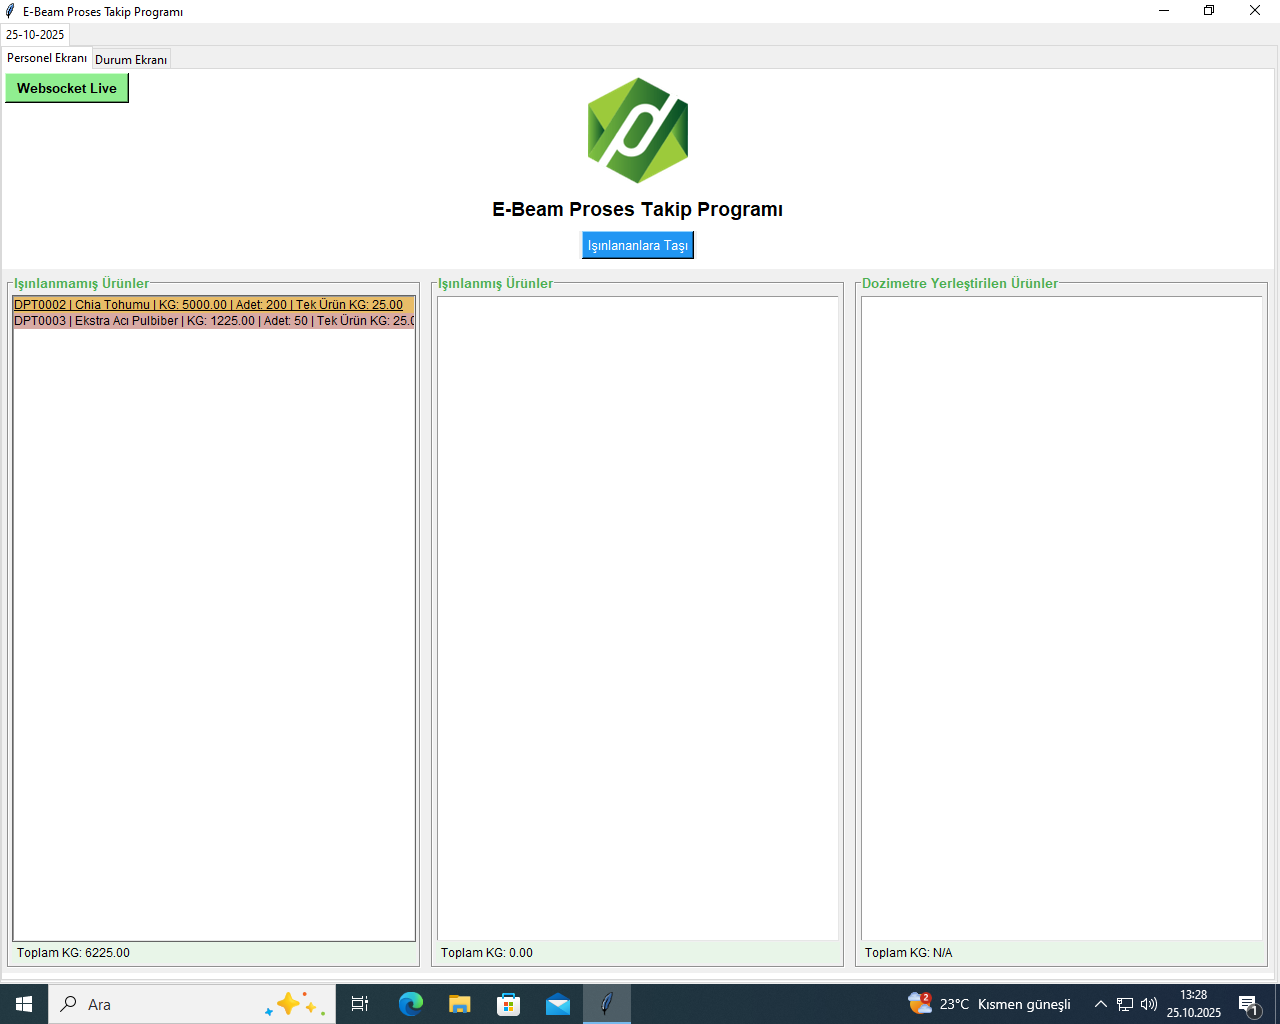 E-Beam Proses Takip Programı
25-10-2025
Personel Ekranı Durum Ekranı
Websocket Live
E-Beam Proses Takip Programı
Işınlananlara Taşı
Işınlanmamış Ürünler
DPT0002 | Chia Tohumu | KG: 5000.00 | Adet: 200 | Tek Ürün KG: 25.00
DPT0003 | Ekstra Acı Pulbiber | KG: 1225.00 | Adet: 50 | Tek Ürün KG: 25.0
Toplam KG: 6225.00
Işınlanmış Ürünler
Toplam KG: 0.00
Dozimetre Yerleştirilen Ürünler
Toplam KG: N/A
Ara
2
23°C Kısmen güneşli
13:28
25.10.2025
1